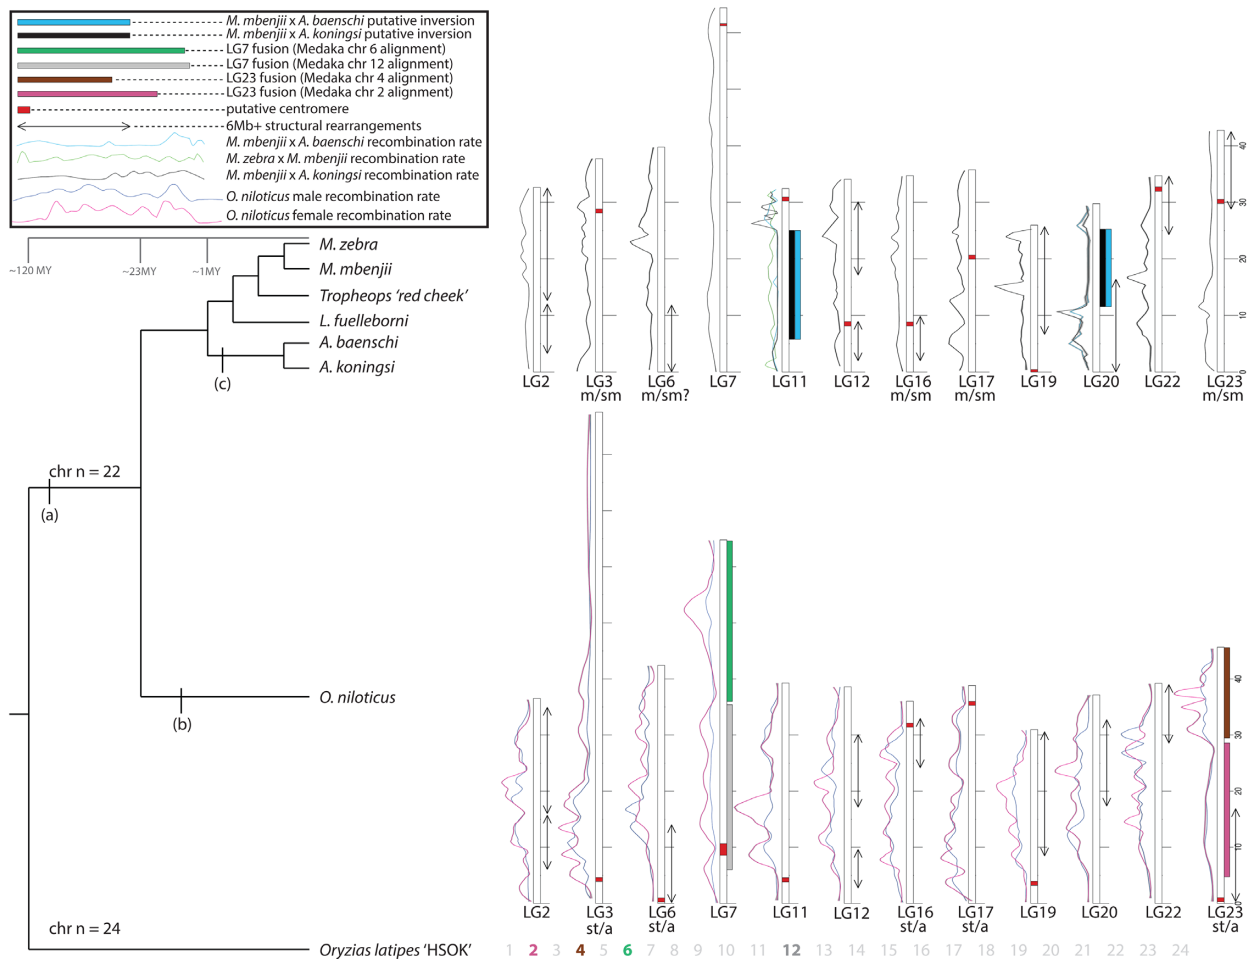 M. mbenjii x A. baenschi putative inversion
M. mbenjii x A. koningsi putative inversion
LG7 fusion (Medaka chr 6 alignment)
LG7 fusion (Medaka chr 12 alignment)
LG23 fusion (Medaka chr 4 alignment)
LG23 fusion (Medaka chr 2 alignment)
putative centromere
6Mb+ structural rearrangements
M. mbenjii x A. baenschi recombination rate
M. zebra x M. mbenjii recombination rate
M. mbenjii x A. koningsi recombination rate
O. niloticus male recombination rate
O. niloticus female recombination rate
~120 MY ~23MY ~1MY
M. zebra
M. mbenjii
Tropheops ‘red cheek’
L. fuelleborni
A. baenschi
A. koningsi
(c)
40
30
20
10
0
LG2 LG3 LG6 LG7 LG11 LG12 LG16 LG17 LG19 LG20 LG22 LG23
m/sm m/sm? m/sm m/sm m/sm
chr n = 22
(a)
O. niloticus
(b)
40
30
20
10
0
LG2 LG3 LG6 LG7 LG11 LG12 LG16 LG17 LG19 LG20 LG22 LG23
st/a st/a st/a st/a st/a
chr n = 24
Oryzias latipes ‘HSOK’ 1 2 3 4 5 6 7 8 9 10 11 12 13 14 15 16 17 18 19 20 21 22 23 24